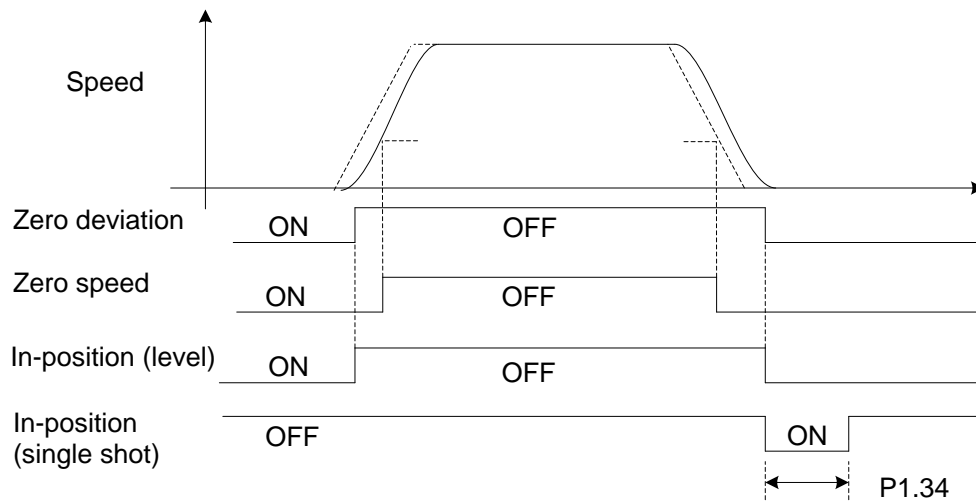 Speed
Zero deviation
ON
OFF
Zero speed
ON
OFF
In-position (level)
ON
OFF
In-position
(single shot)
OFF
ON
P1.34